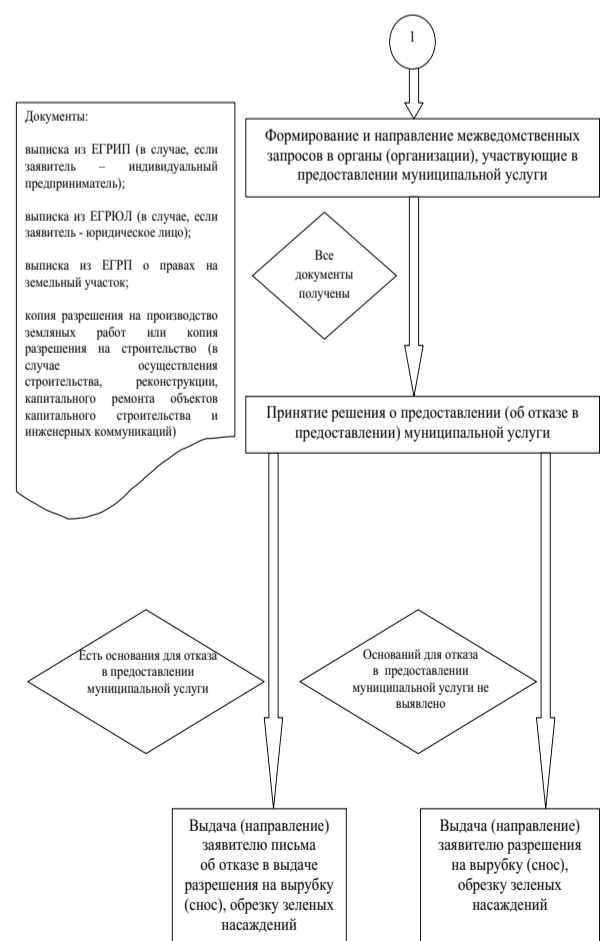 1
Документы:
выписка из ЕГРИП (в случае, если
заявитель – индивидуальный
предприниматель);
выписка из ЕГРЮЛ (в случае, если
заявитель - юридическое лицо);
выписка из ЕГРП о правах на
земельный участок;
копия разрешения на производство
земляных работ или копия
разрешения на строительство (в
случае осуществления
строительства, реконструкции,
капитального ремонта объектов
капитального строительства и
инженерных коммуникаций)
Формирование и направление межведомственных
запросов в органы (организации), участвующие в
предоставлении муниципальной услуги
Все
документы
получены
Принятие решения о предоставлении (об отказе в
предоставлении) муниципальной услуги
Есть основания для отказа
в предоставлении
муниципальной услуги
Оснований для отказа
в предоставлении
муниципальной услуги не
выявлено
Выдача (направление)
заявителю письма
об отказе в выдаче
разрешения на вырубку
(снос), обрезку зеленых
насаждений
Выдача (направление)
заявителю разрешения
на вырубку (снос),
обрезку зеленых
насаждений